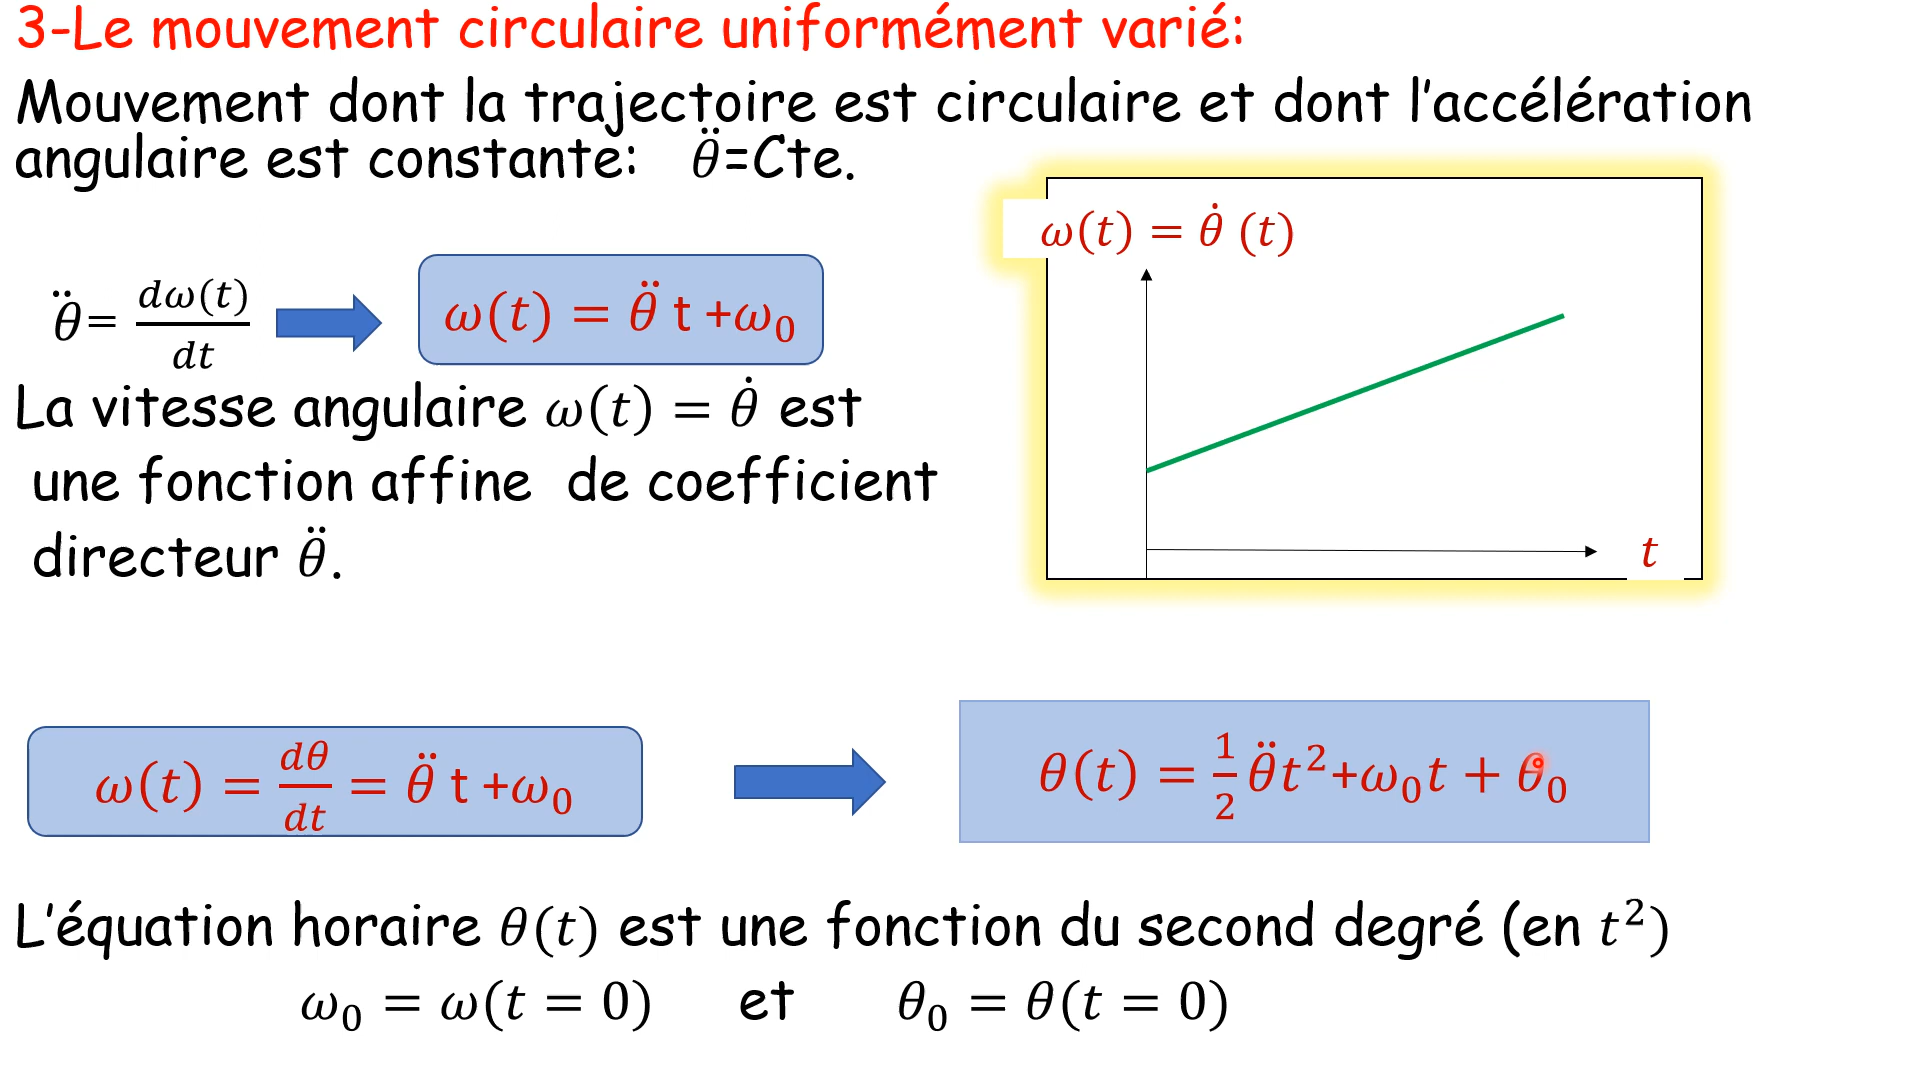 3-Le mouvement circulaire uniformément varié:
Mouvement dont la trajectoire est circulaire et dont l'accélération
angulaire est constante: θ̈=Cte.
ω(t) = θ̇ (t)
θ̈= dω(t)/dt
ω(t) = θ̈ t +ω₀
La vitesse angulaire ω(t) = θ̇ est
une fonction affine de coefficient
directeur θ̈.
t
ω(t) = dθ/dt = θ̈ t +ω₀
θ(t) = 1/2 θ̈t²+ω₀t + θ₀
L'équation horaire θ(t) est une fonction du second degré (en t²)
ω₀ = ω(t = 0) et θ₀ = θ(t = 0)